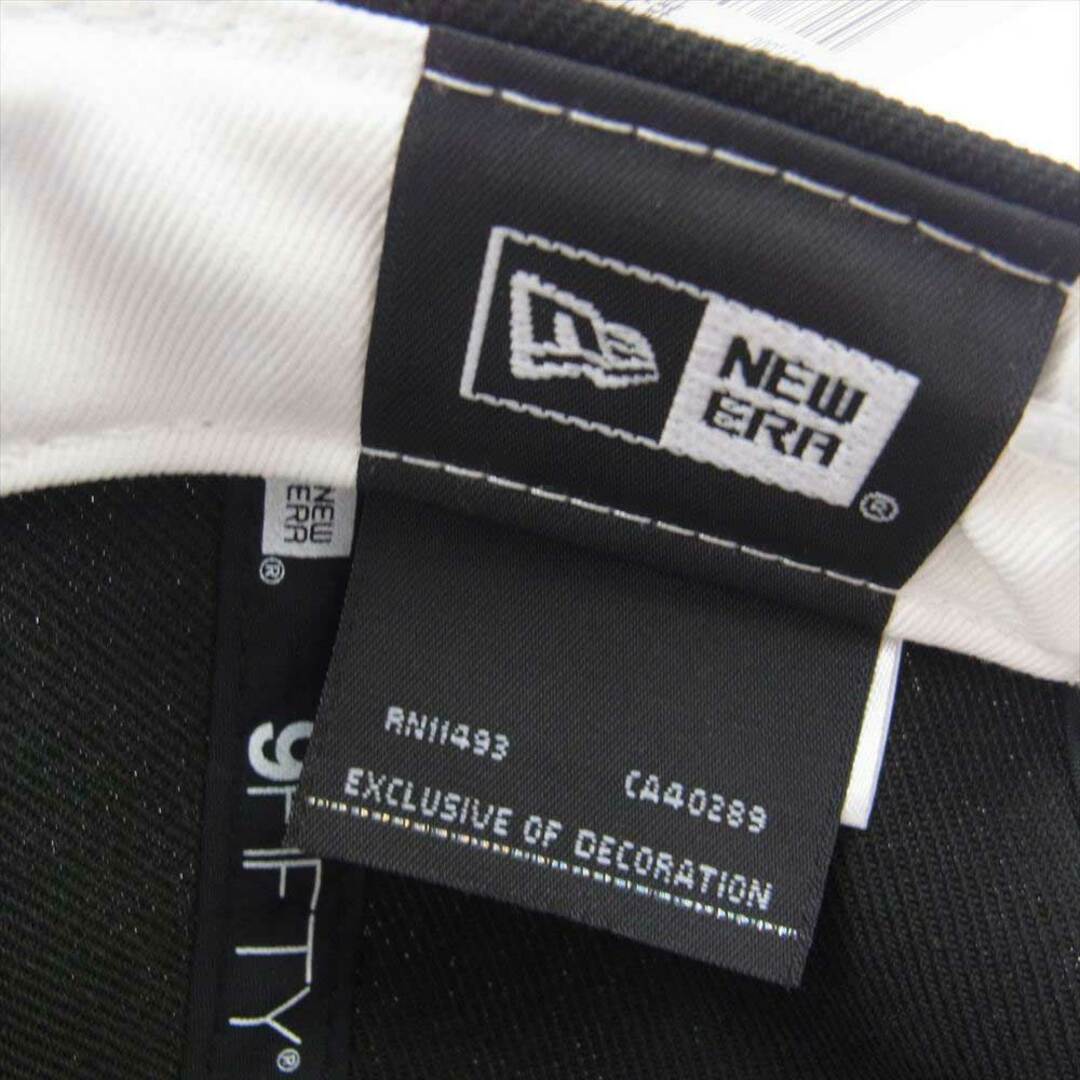 NEW
ERA
®
NEW
ERA
®
RN11493
CA40289
EXCLUSIVE OF DECORATION
9FIFTY®